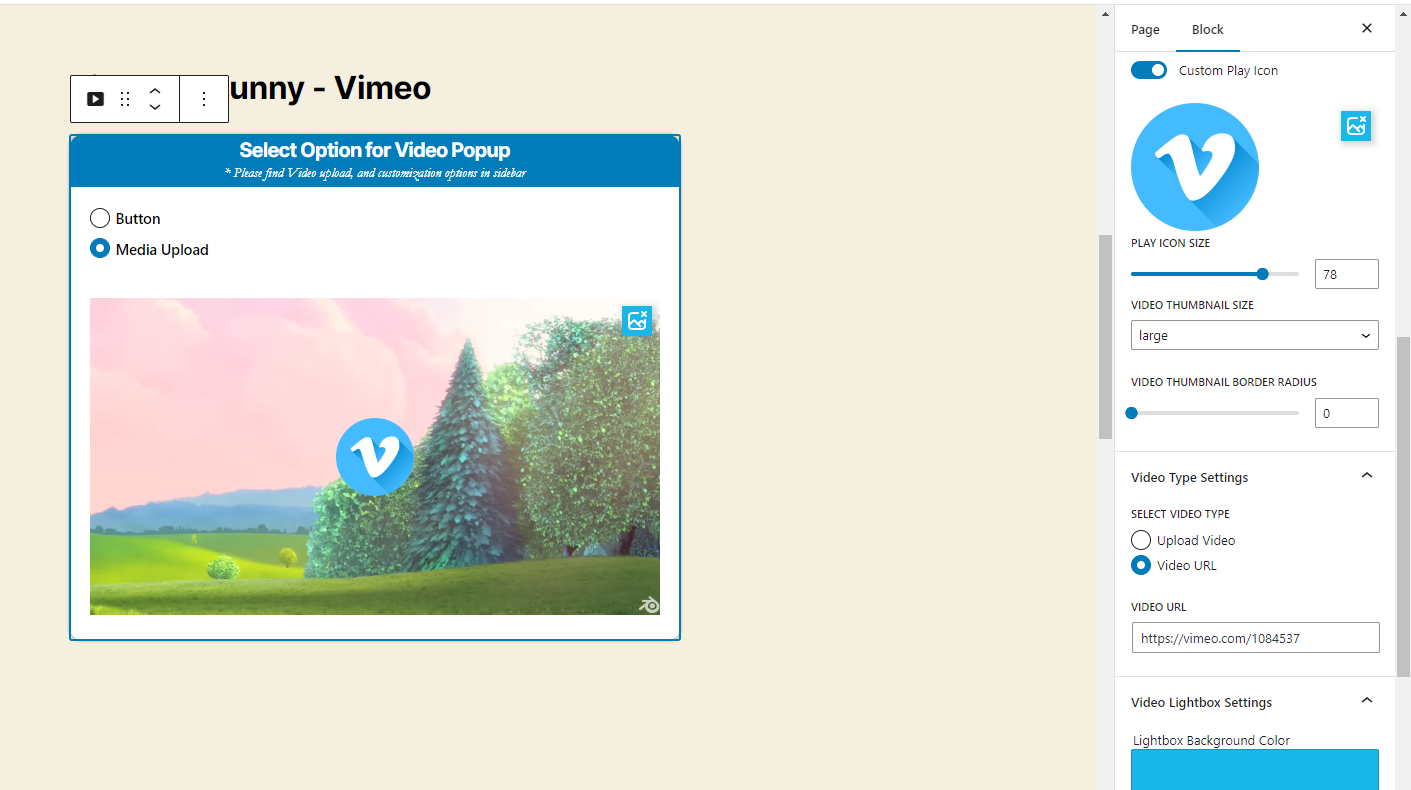 unny - Vimeo
Select Option for Video Popup
* Please find Video upload, and customization options in sidebar
Button
Media Upload
Page
Block
Custom Play Icon
PLAY ICON SIZE
78
VIDEO THUMBNAIL SIZE
large
VIDEO THUMBNAIL BORDER RADIUS
0
Video Type Settings
SELECT VIDEO TYPE
Upload Video
Video URL
VIDEO URL
https://vimeo.com/1084537
Video Lightbox Settings
Lightbox Background Color